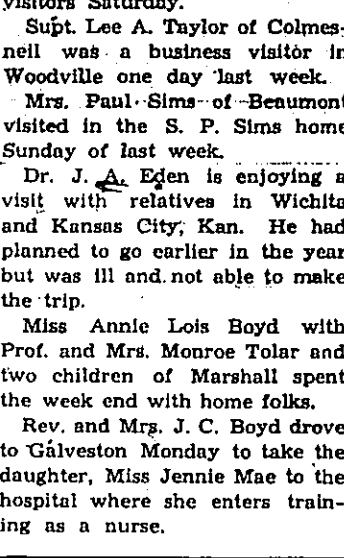 visitors Saturday.
Supt. Lee A. Taylor of Colmes-
neil was a business visitor in
Woodville one day last week.
Mrs. Paul Sims of Beaumont
visited in the S. P. Sims home
Sunday of last week.
Dr. J. A. Eden is enjoying a
visit with relatives in Wichita
and Kansas City, Kan. He had
planned to go earlier in the year
but was ill and not able to make
the trip.
Miss Annie Lois Boyd with
Prof. and Mrs. Monroe Tolar and
two children of Marshall spent
the week end with home folks.
Rev. and Mrs. J. C. Boyd drove
to Galveston Monday to take the
daughter, Miss Jennie Mae to the
hospital where she enters train-
ing as a nurse.